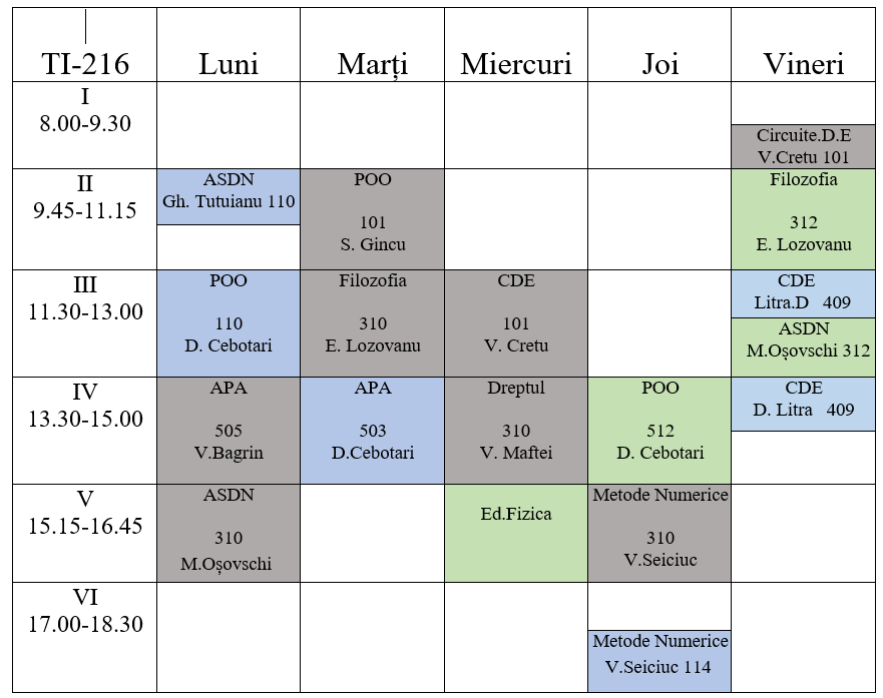 TI-216 Luni Marți Miercuri Joi Vineri
I
8.00-9.30
Circuite.D.E
V.Cretu 101
II
9.45-11.15
ASDN
Gh. Tutuianu 110
POO
101
S. Gincu
Filozofia
312
E. Lozovanu
III
11.30-13.00
POO
110
D. Cebotari
Filozofia
310
E. Lozovanu
CDE
101
V. Cretu
CDE
Litra.D 409
ASDN
M.Oșovschi 312
IV
13.30-15.00
APA
505
V.Bagrin
APA
503
D.Cebotari
Dreptul
310
V. Maftei
POO
512
D. Cebotari
CDE
D. Litra 409
V
15.15-16.45
ASDN
310
M.Oșovschi
Ed.Fizica
Metode Numerice
310
V.Seiciuc
VI
17.00-18.30
Metode Numerice
V.Seiciuc 114